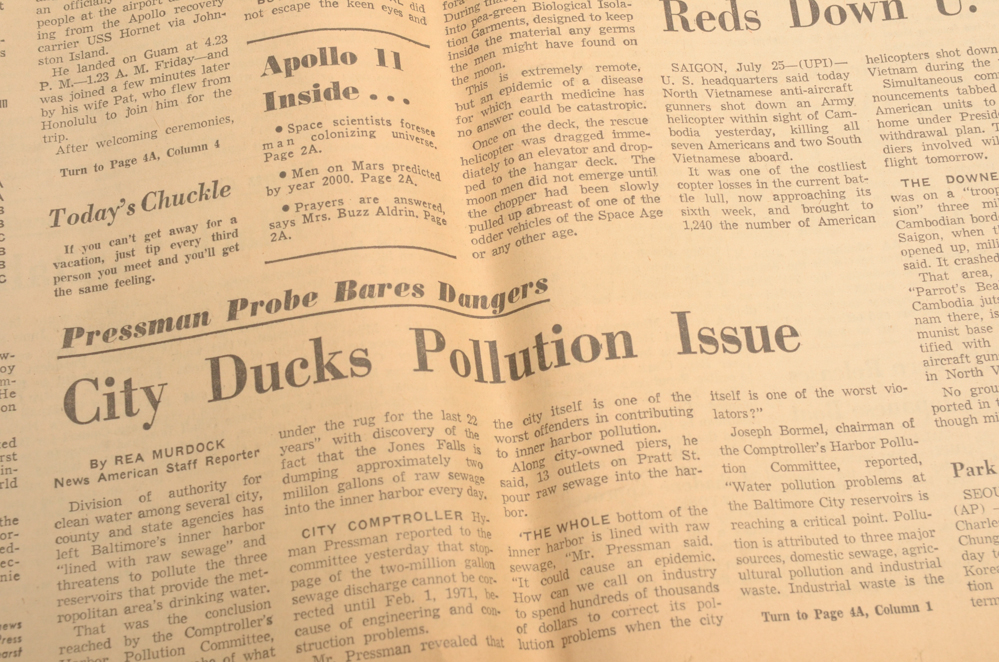 an officially
people at the airport and
ing from the Apollo recovery
carrier USS Hornet via John-
ston Island.
He landed on Guam at 4.23
P. M.—1.23 A. M. Friday—and
was joined a few minutes later
by his wife Pat, who flew from
Honolulu to join him for the
trip.
After welcoming ceremonies,
Turn to Page 4A, Column 4
Today's Chuckle
If you can't get away for a
vacation, just tip every third
person you meet and you'll get
the same feeling.
did
not escape the keen eyes and
Apollo 11
Inside . . .
● Space scientists foresee
man colonizing universe.
Page 2A.
● Men on Mars predicted
by year 2000. Page 2A.
● Prayers are answered,
says Mrs. Buzz Aldrin. Page
2A.
During
into pea-green Biological Isola-
tion Garments, designed to keep
inside the material any germs
the men might have found on
the moon.
This is extremely remote,
but an epidemic of a disease
for which earth medicine has
no answer could be catastrophic.
Once on the deck, the rescue
helicopter was dragged imme-
diately to an elevator and drop-
ped to the hangar deck. The
moon men did not emerge until
the chopper had been slowly
pulled up abreast of one of the
odder vehicles of the Space Age
or any other age.
Reds Down U.
SAIGON, July 25—(UPI)—
U. S. headquarters said today
North Vietnamese anti-aircraft
gunners shot down an Army
helicopter within sight of Cam-
bodia yesterday, killing all
seven Americans and two South
Vietnamese aboard.
It was one of the costliest
copter losses in the current bat-
tle lull, now approaching its
sixth week, and brought to
1,240 the number of American
helicopters shot down
Vietnam during the
Simultaneous com
nouncements tabbed
American units to
home under Presid
withdrawal plan. T
diers involved wil
flight tomorrow.
THE DOWNE
was on a "troo
sion" three mi
Cambodian bord
Saigon, when t
opened up, mili
said. It crashed
That area,
"Parrot's Bea
Cambodia juts
nam there, is
munist base
tified with
aircraft gun
in North V
No grou
ported in t
though mi
Pressman Probe Bares Dangers
City Ducks Pollution Issue
By REA MURDOCK
News American Staff Reporter
Division of authority for
clean water among several city,
county and state agencies has
left Baltimore's inner harbor
"lined with raw sewage" and
threatens to pollute the three
reservoirs that provide the met-
ropolitan area's drinking water.
That was the conclusion
reached by the Comptroller's
Harbor Pollution Committee,
of what
under the rug for the last 22
years" with discovery of the
fact that the Jones Falls is
dumping approximately two
mililon gallons of raw sewage
into the inner harbor every day.
CITY COMPTROLLER Hy-
man Pressman reported to the
committee yesterday that stop-
page of the two-million gallon
sewage discharge cannot be cor-
rected until Feb. 1, 1971, be-
cause of engineering and con-
struction problems.
Mr. Pressman revealed that
the city itself is one of the
worst offenders in contributing
to inner harbor pollution.
Along city-owned piers, he
said, 13 outlets on Pratt St.
pour raw sewage into the har-
bor.
"THE WHOLE bottom of the
inner harbor is lined with raw
sewage," Mr. Pressman said.
"It could cause an epidemic.
How can we call on industry
to spend hundreds of thousands
of dollars to correct its pol-
lution problems when the city
itself is one of the worst vio-
lators?"
Joseph Bormel, chairman of
the Comptroller's Harbor Pollu-
tion Committee, reported,
"Water pollution problems at
the Baltimore City reservoirs is
reaching a critical point. Pollu-
tion is attributed to three major
sources, domestic sewage, agric-
ultural pollution and industrial
waste. Industrial waste is the
Turn to Page 4A, Column 1
Park
SEOU
(AP) —
Charle
Chung
day to
Korea
tion
term